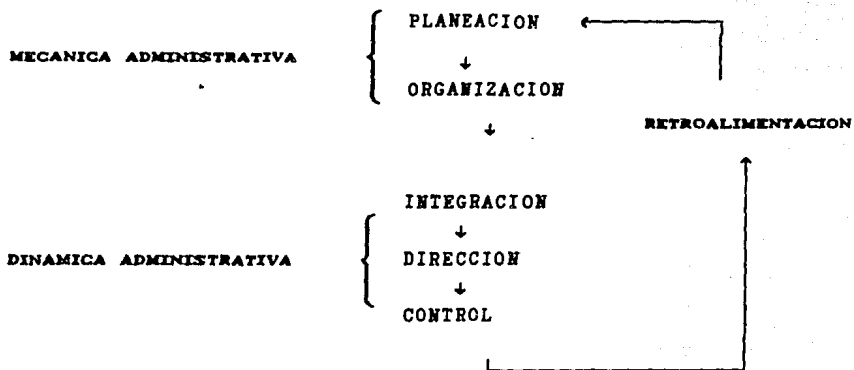 PLANEACION
MECANICA ADMINISTRATIVA
ORGANIZACION
RETROALIMENTACION
INTEGRACION
DINAMICA ADMINISTRATIVA
DIRECCION
CONTROL